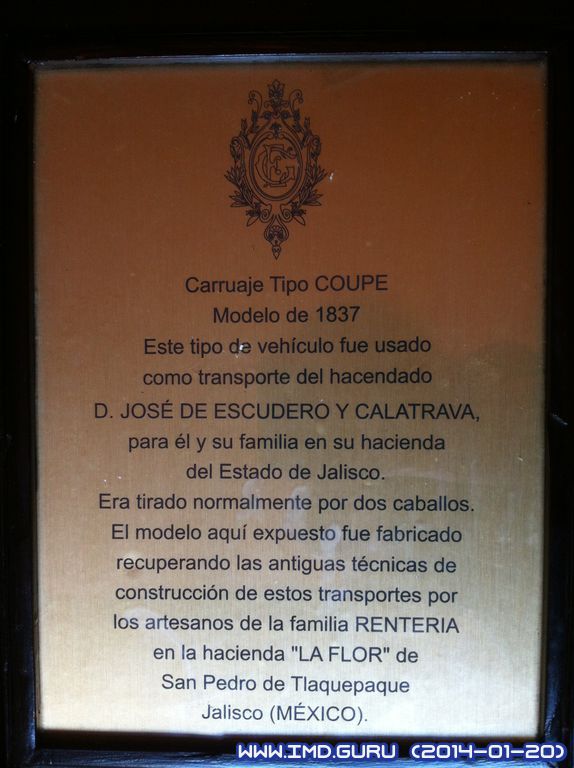 Carruaje Tipo COUPE
Modelo de 1837
Este tipo de vehículo fue usado
como transporte del hacendado
D. JOSÉ DE ESCUDERO Y CALATRAVA,
para él y su familia en su hacienda
del Estado de Jalisco.
Era tirado normalmente por dos caballos.
El modelo aquí expuesto fue fabricado
recuperando las antiguas técnicas de
construcción de estos transportes por
los artesanos de la familia RENTERIA
en la hacienda "LA FLOR" de
San Pedro de Tlaquepaque
Jalisco (MÉXICO).
WWW.IMD.GURU (2014-01-20)